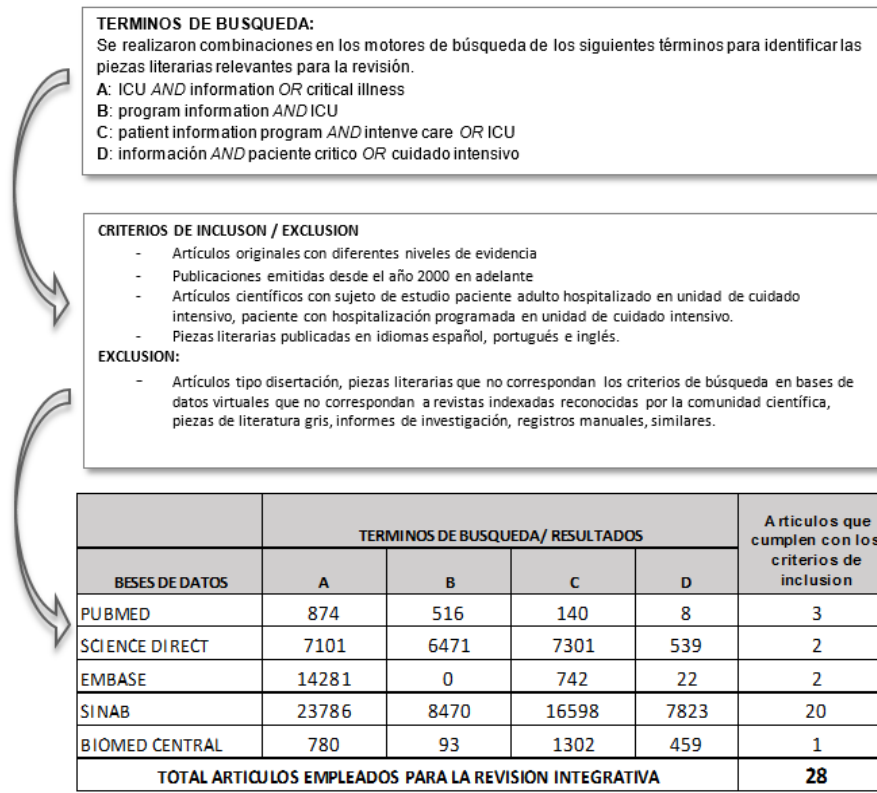 TERMINOS DE BUSQUEDA:
Se realizaron combinaciones en los motores de búsqueda de los siguientes términos para identificar las
piezas literarias relevantes para la revisión.
A: ICU AND information OR critical illness
B: program information AND ICU
C: patient information program AND intenve care OR ICU
D: información AND paciente critico OR cuidado intensivo
CRITERIOS DE INCLUSON / EXCLUSION
- Artículos originales con diferentes niveles de evidencia
- Publicaciones emitidas desde el año 2000 en adelante
- Artículos científicos con sujeto de estudio paciente adulto hospitalizado en unidad de cuidado
intensivo, paciente con hospitalización programada en unidad de cuidado intensivo.
- Piezas literarias publicadas en idiomas español, portugués e inglés.
EXCLUSION:
- Artículos tipo disertación, piezas literarias que no correspondan los criterios de búsqueda en bases de
datos virtuales que no correspondan a revistas indexadas reconocidas por la comunidad científica,
piezas de literatura gris, informes de investigación, registros manuales, similares.
TERMINOS DE BUSQUEDA/ RESULTADOS
Articulos que
cumplen con los
criterios de
inclusion
BESES DE DATOS A B C D
PUBMED 874 516 140 8 3
SCIENCE DIRECT 7101 6471 7301 539 2
EMBASE 14281 0 742 22 2
SINAB 23786 8470 16598 7823 20
BIOMED CENTRAL 780 93 1302 459 1
TOTAL ARTICULOS EMPLEADOS PARA LA REVISION INTEGRATIVA 28